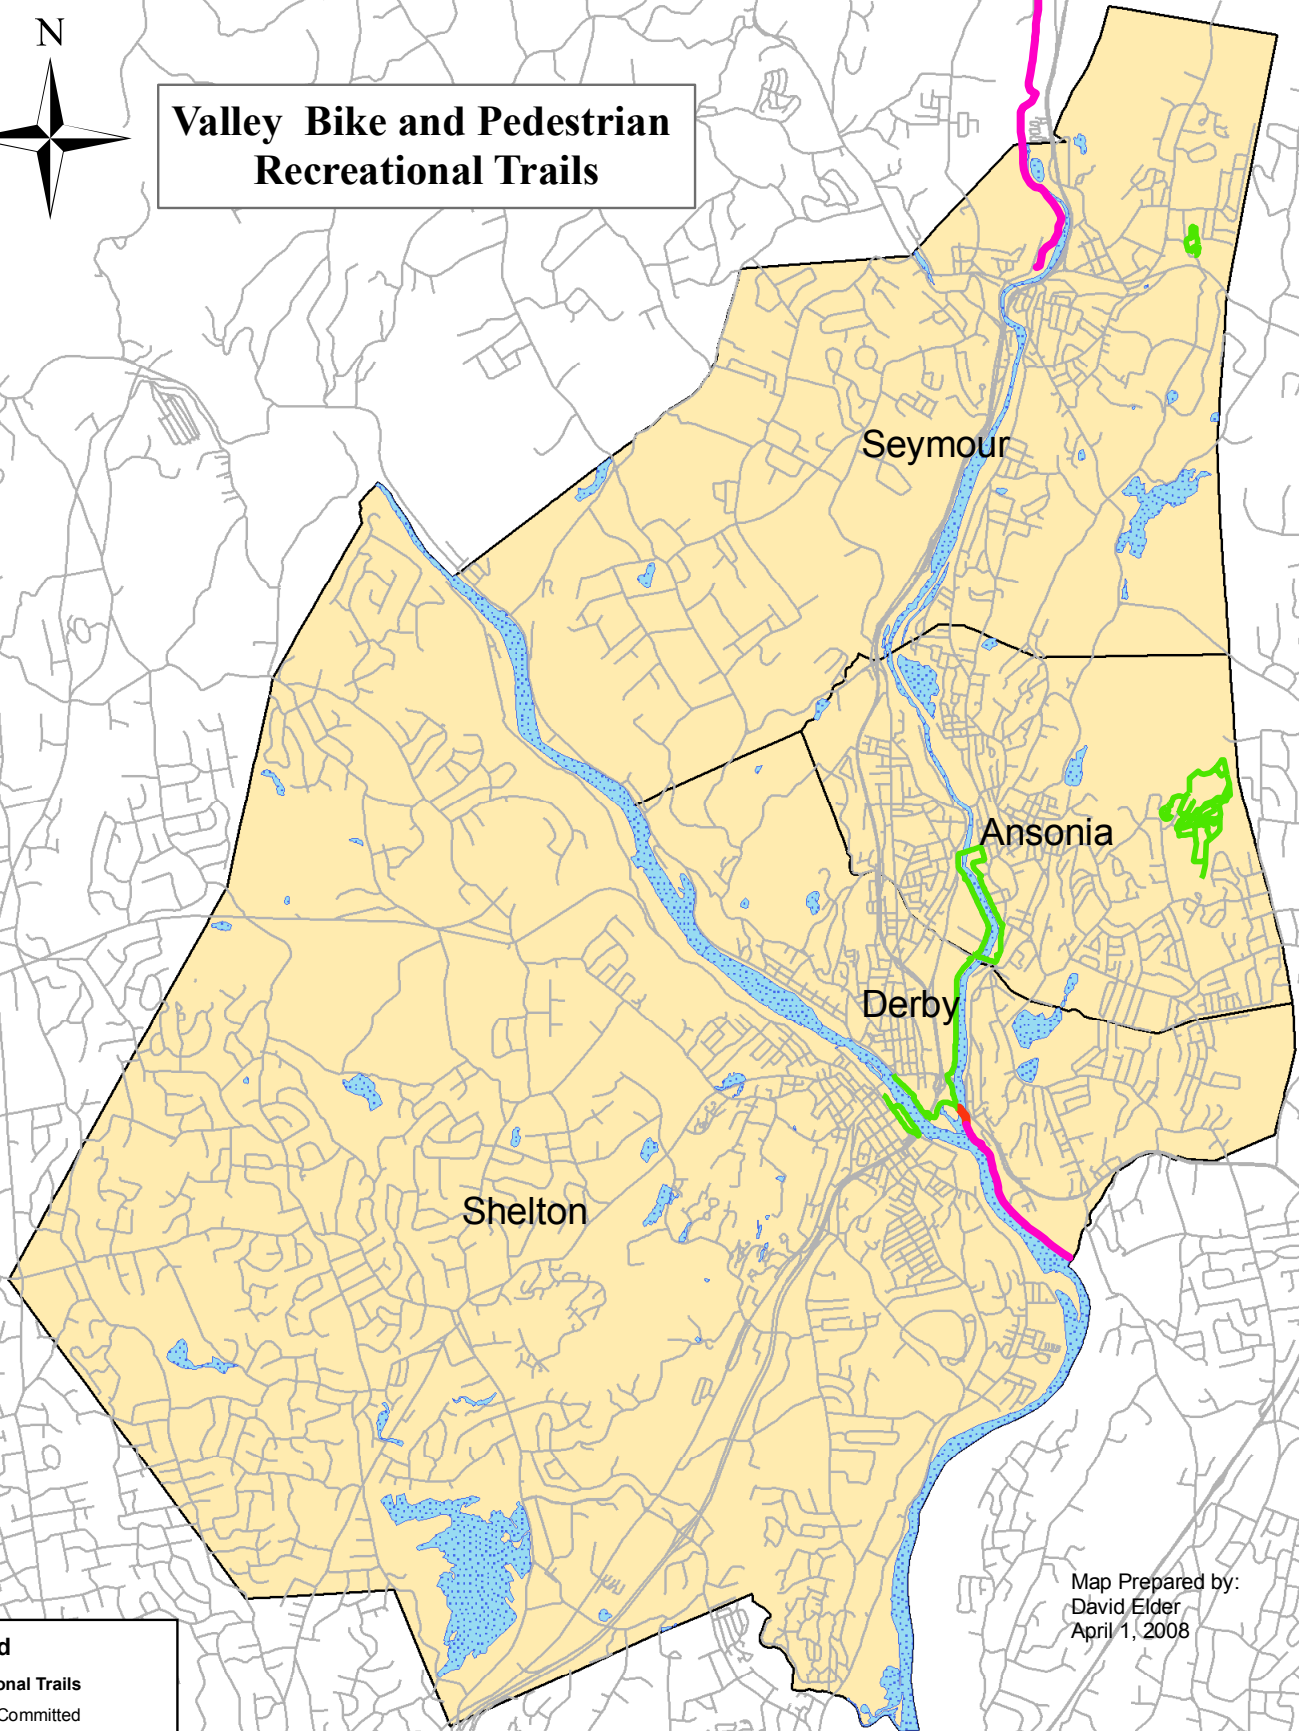 N
Valley Bike and Pedestrian
Recreational Trails
Seymour
Ansonia
Derby
Shelton
Map Prepared by:
David Elder
April 1, 2008
d
onal Trails
Committed